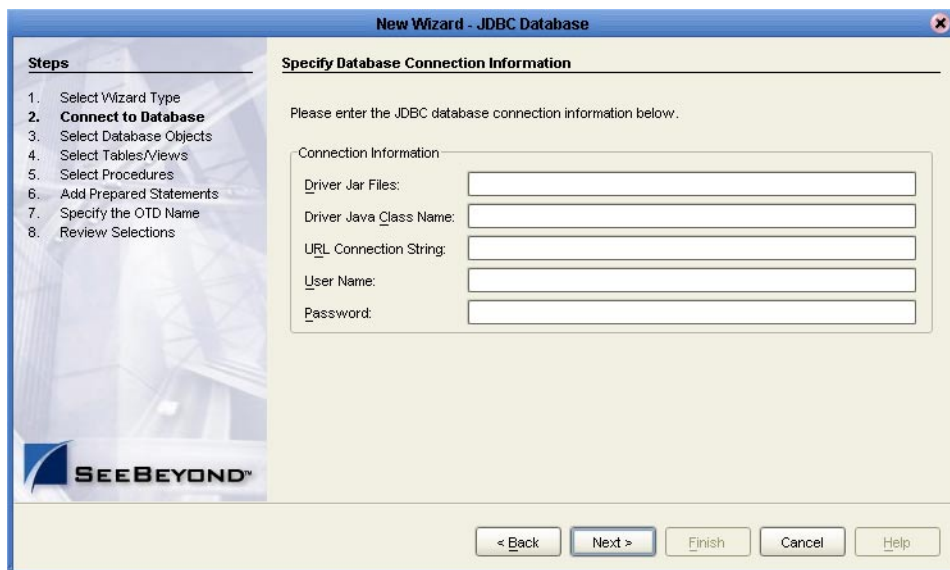 New Wizard - JDBC Database
Steps
1. Select Wizard Type
2. Connect to Database
3. Select Database Objects
4. Select Tables/Views
5. Select Procedures
6. Add Prepared Statements
7. Specify the OTD Name
8. Review Selections
Specify Database Connection Information
Please enter the JDBC database connection information below.
Connection Information
Driver Jar Files:
Driver Java Class Name:
URL Connection String:
User Name:
Password:
SEEBEYOND™
< Back Next > Finish Cancel Help